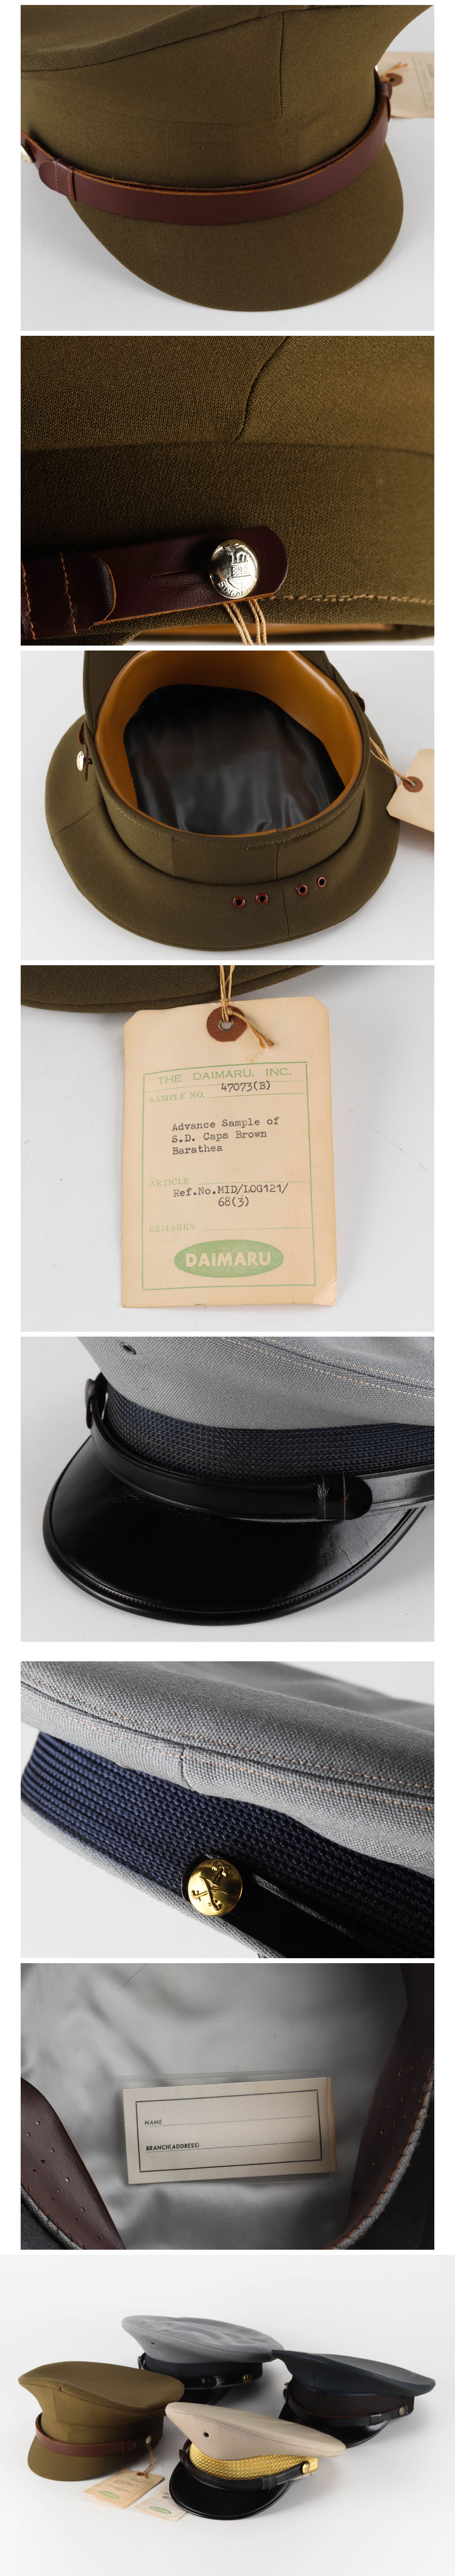 THE DAIMARU, INC.
SAMPLE NO. 47073(B)
Advance Sample of
S.D. Caps Brown
Barathea
ARTICLE
Ref.No.MID/LOG121/
68(3)
REMARKS
DAIMARU
NAME
BRANCH(ADDRESS)